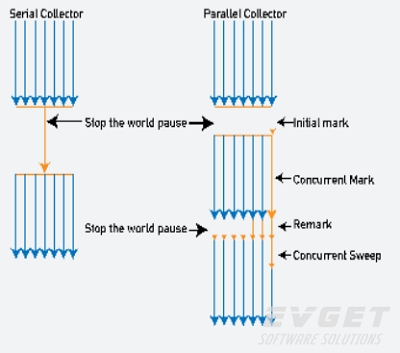 Serial Collector
Parallel Collector
Stop the world pause
Initial mark
Concurrent Mark
Stop the world pause
Remark
Concurrent Sweep
EVGET
SOFTWARE SOLUTIONS